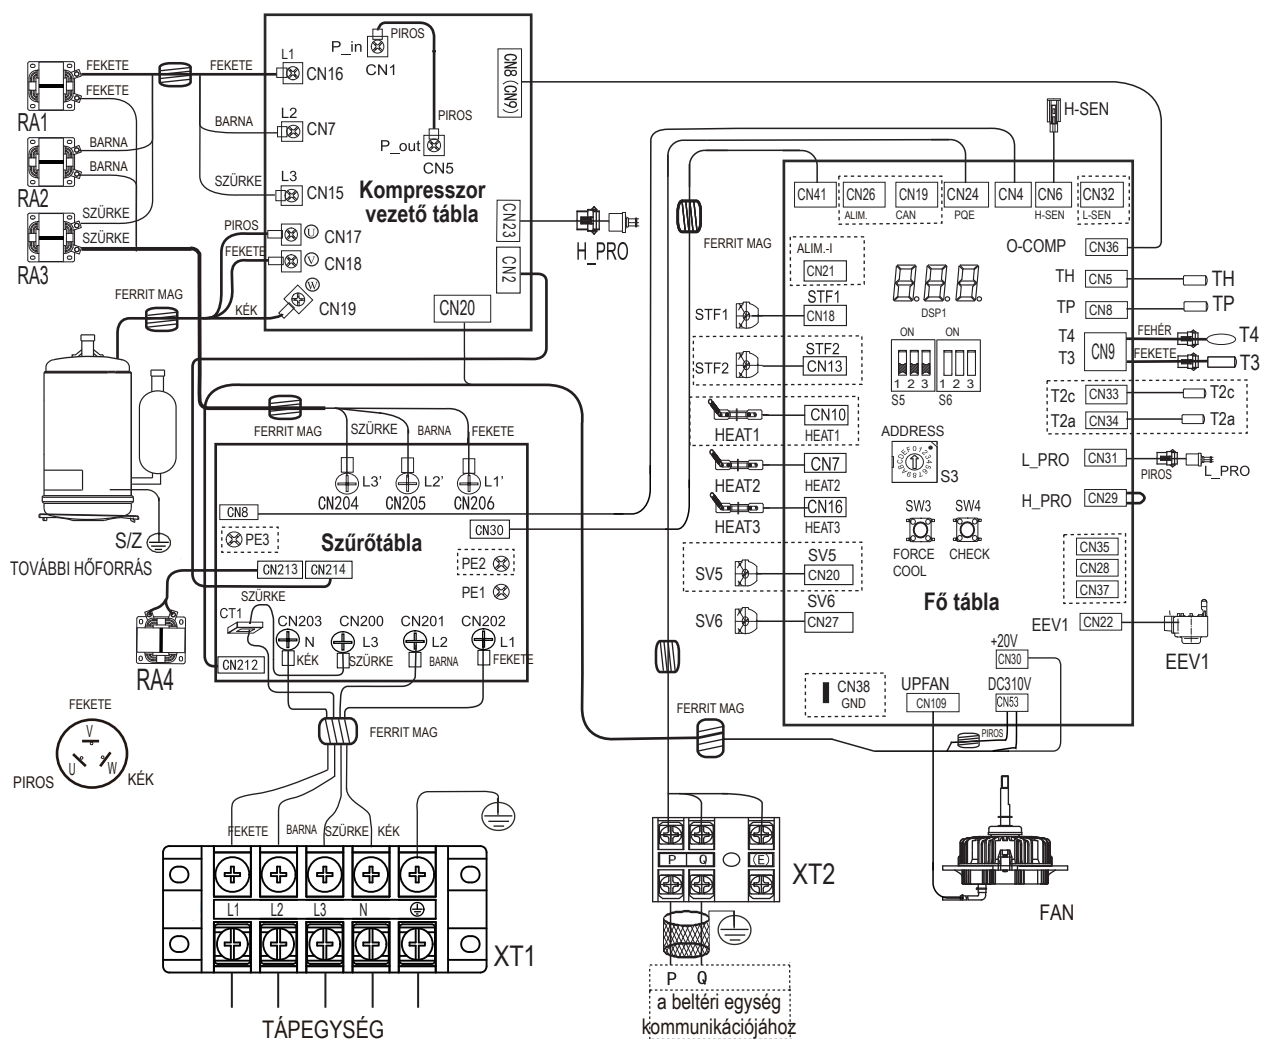 FEKETE
FEKETE
RA1
BARNA
BARNA
RA2
SZÜRKE
SZÜRKE
RA3
FEKETE
BARNA
SZÜRKE
PIROS
FEKETE
KÉK
FERRIT MAG
L1
CN16
L2
CN7
L3
CN15
U
CN17
V
CN18
W
CN19
P_in
CN1
PIROS
PIROS
P_out
CN5
Kompresszor
vezető tábla
CN8 (CN9)
CN23
CN2
CN20
H_PRO
S/Z
TOVÁBBI HŐFORRÁS
FERRIT MAG
SZÜRKE
BARNA
FEKETE
L3'
L2'
L1'
CN204
CN205
CN206
CN8
CN30
PE3
Szűrőtábla
PE2
PE1
CN213
CN214
SZÜRKE
CT1
CN203
CN200
CN201
CN202
N
L3
L2
L1
KÉK
SZÜRKE
BARNA
FEKETE
CN212
RA4
FEKETE
V
U
W
PIROS
KÉK
FERRIT MAG
FEKETE
BARNA
SZÜRKE
KÉK
L1
L2
L3
N
XT1
TÁPEGYSÉG
FERRIT MAG
H-SEN
CN41
CN26
CN19
CN24
CN4
CN6
CN32
ALIM.
CAN
PQE
H-SEN
L-SEN
ALIM.-I
CN21
STF1
STF1
CN18
STF2
STF2
CN13
HEAT1
CN10
HEAT1
HEAT2
CN7
HEAT2
HEAT3
CN16
HEAT3
SV5
SV5
CN20
SV6
SV6
CN27
CN38
GND
DSP1
ON
ON
1 2 3
1 2 3
S5
S6
ADDRESS
0123456789ABCDEF
S3
SW3
SW4
FORCE
COOL
CHECK
Fő tábla
O-COMP
CN36
TH
CN5
TH
TP
CN8
TP
T4
T3
CN9
FEHÉR
T4
FEKETE
T3
T2c
CN33
T2c
T2a
CN34
T2a
L_PRO
CN31
PIROS
L_PRO
H_PRO
CN29
CN35
CN28
CN37
EEV1
CN22
EEV1
+20V
CN30
UPFAN
CN109
DC310V
CN53
PIROS
FERRIT MAG
FAN
P
Q
(E)
XT2
P
Q
a beltéri egység
kommunikációjához